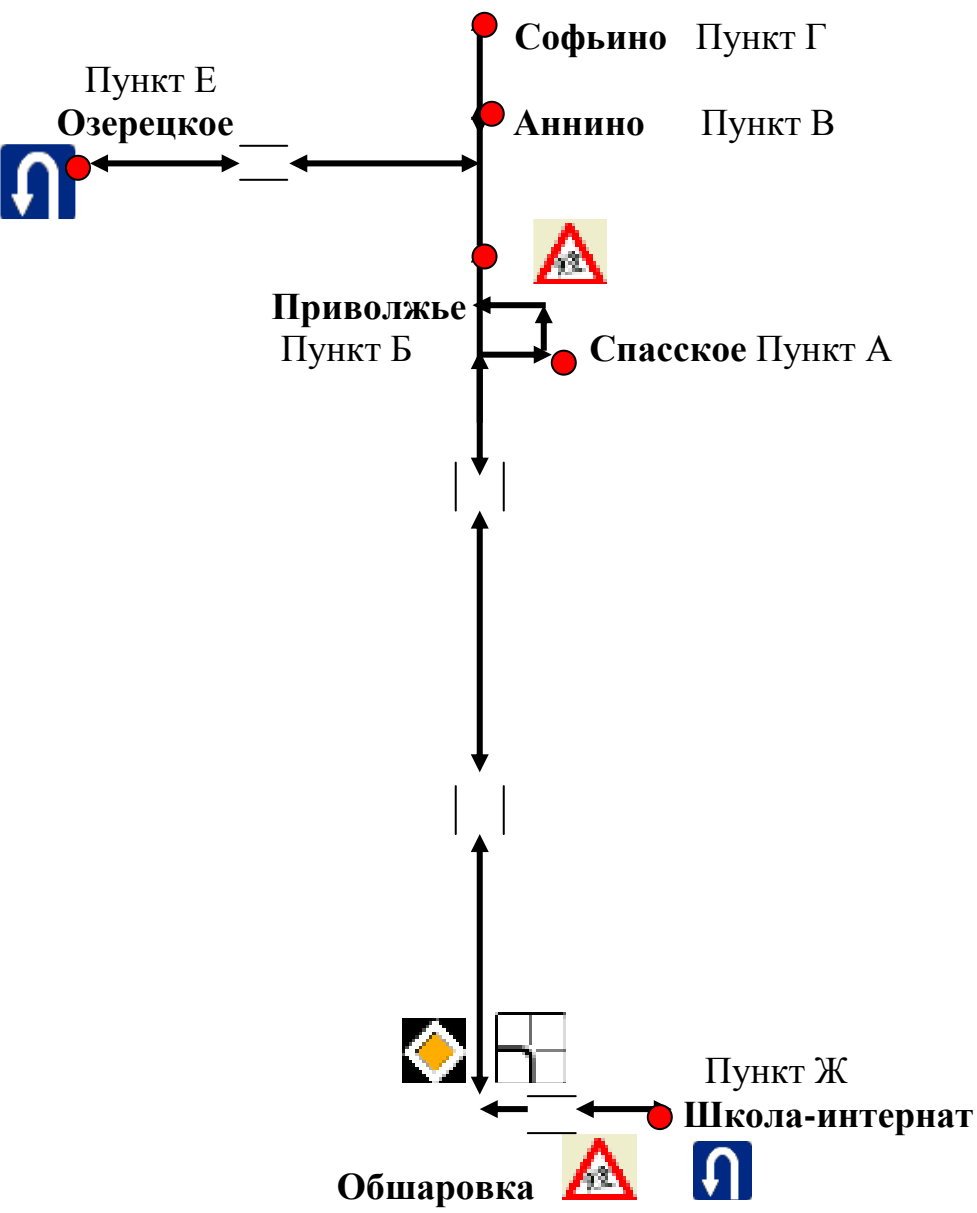 Софьино Пункт Г
Пункт Е
Озерецкое
Аннино Пункт В
Приволжье
Пункт Б
Спасское Пункт А
Пункт Ж
Школа-интернат
Обшаровка